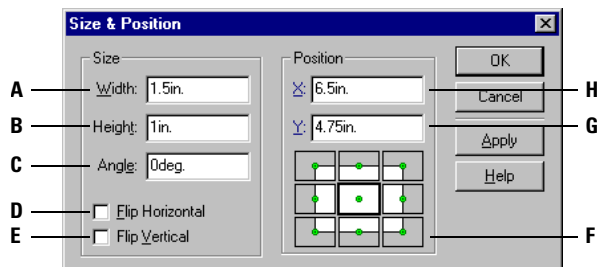 Size & Position
Size
A Width: 1.5in.
B Height: 1in.
C Angle: 0deg.
D Flip Horizontal
E Flip Vertical
Position
X: 6.5in. H
Y: 4.75in. G
F
OK
Cancel
Apply
Help